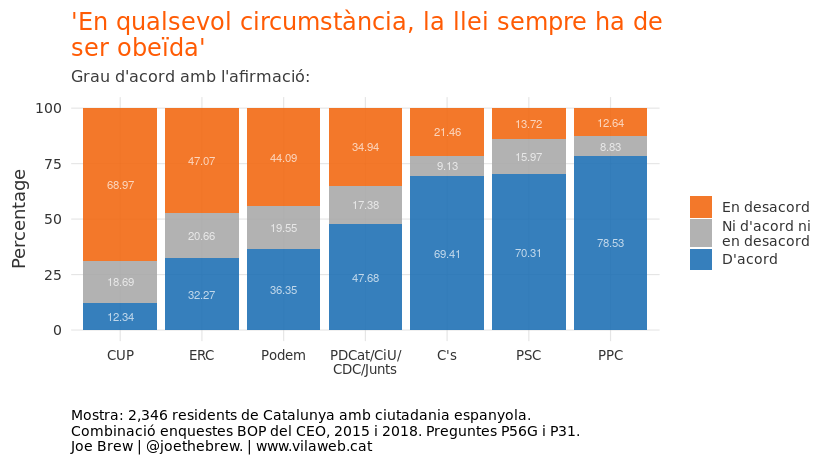 'En qualsevol circumstància, la llei sempre ha de
ser obeïda'
Grau d'acord amb l'afirmació:
Percentage
100
75
50
25
0
68.97
18.69
12.34
47.07
20.66
32.27
44.09
19.55
36.35
34.94
17.38
47.68
21.46
9.13
69.41
13.72
15.97
70.31
12.64
8.83
78.53
CUP
ERC
Podem
PDCat/CiU/
CDC/Junts
C's
PSC
PPC
En desacord
Ni d'acord ni
en desacord
D'acord
Mostra: 2,346 residents de Catalunya amb ciutadania espanyola.
Combinació enquestes BOP del CEO, 2015 i 2018. Preguntes P56G i P31.
Joe Brew | @joethebrew. | www.vilaweb.cat